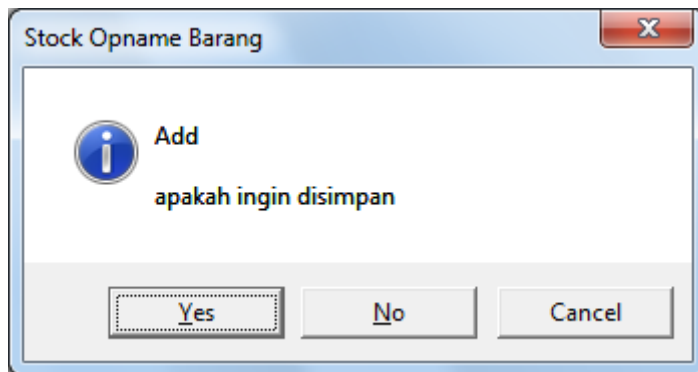 Stock Opname Barang
Add
apakah ingin disimpan
Yes No Cancel